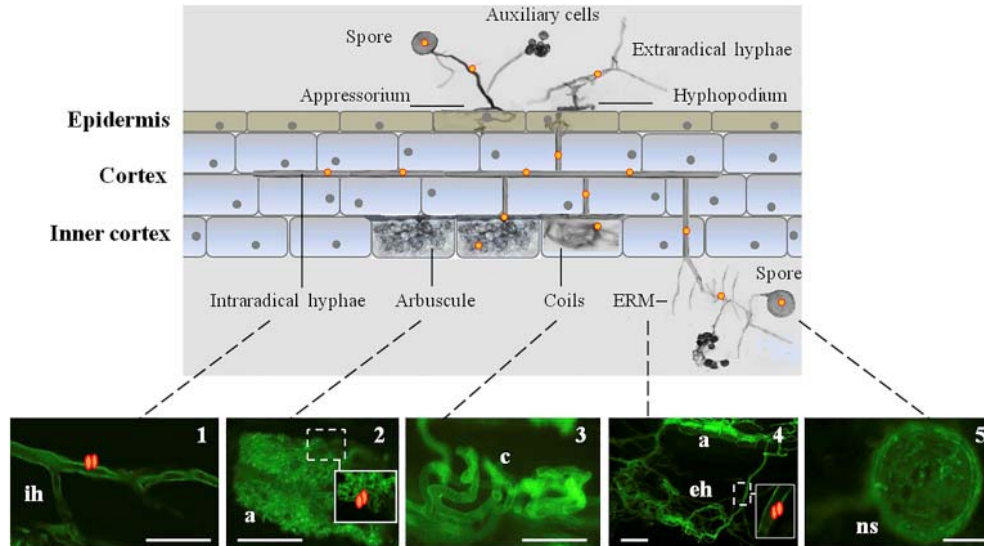 Auxiliary cells
Spore
Extraradical hyphae
Appressorium
Hyphopodium
Epidermis
Cortex
Inner cortex
Spore
Intraradical hyphae
Arbuscule
Coils
ERM–
1
2
3
4
5
a
c
ih
eh
a
ns